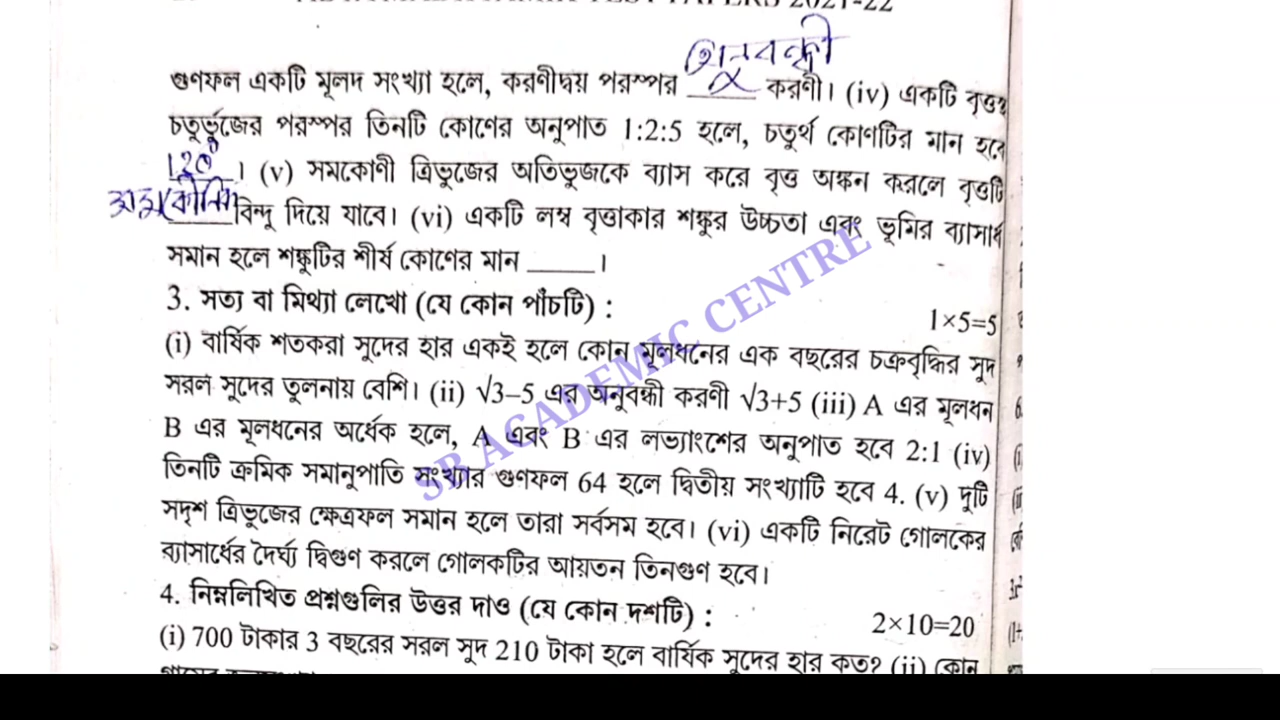 TEST PAPERS 2021-22
অনুবন্ধী
গুণফল একটি মূলদ সংখ্যা হলে, করণীদ্বয় পরস্পর ______ করণী। (iv) একটি বৃত্তস্থ
চতুর্ভুজের পরস্পর তিনটি কোণের অনুপাত 1:2:5 হলে, চতুর্থ কোণটির মান হবে
120° । (v) সমকোণী ত্রিভুজের অতিভুজকে ব্যাস করে বৃত্ত অঙ্কন করলে বৃত্তটি
বিন্দু দিয়ে যাবে। (vi) একটি লম্ব বৃত্তাকার শঙ্কুর উচ্চতা এবং ভূমির ব্যাসার্ধ
সমান হলে শঙ্কুটির শীর্ষ কোণের মান ______ ।
3. সত্য বা মিথ্যা লেখো (যে কোন পাঁচটি) : 1×5=5
(i) বার্ষিক শতকরা সুদের হার একই হলে কোন মূলধনের এক বছরের চক্রবৃদ্ধির সুদ
সরল সুদের তুলনায় বেশি। (ii) √3–5 এর অনুবন্ধী করণী √3+5 (iii) A এর মূলধন
B এর মূলধনের অর্ধেক হলে, A এবং B এর লভ্যাংশের অনুপাত হবে 2:1 (iv)
তিনটি ক্রমিক সমানুপাতি সংখ্যার গুণফল 64 হলে দ্বিতীয় সংখ্যাটি হবে 4. (v) দুটি
সদৃশ ত্রিভুজের ক্ষেত্রফল সমান হলে তারা সর্বসম হবে। (vi) একটি নিরেট গোলকের
ব্যাসার্ধের দৈর্ঘ্য দ্বিগুণ করলে গোলকটির আয়তন তিনগুণ হবে।
4. নিম্নলিখিত প্রশ্নগুলির উত্তর দাও (যে কোন দশটি) : 2×10=20
(i) 700 টাকার 3 বছরের সরল সুদ 210 টাকা হলে বার্ষিক সুদের হার কত? (ii) কোন
SB ACADEMIC CENTRE